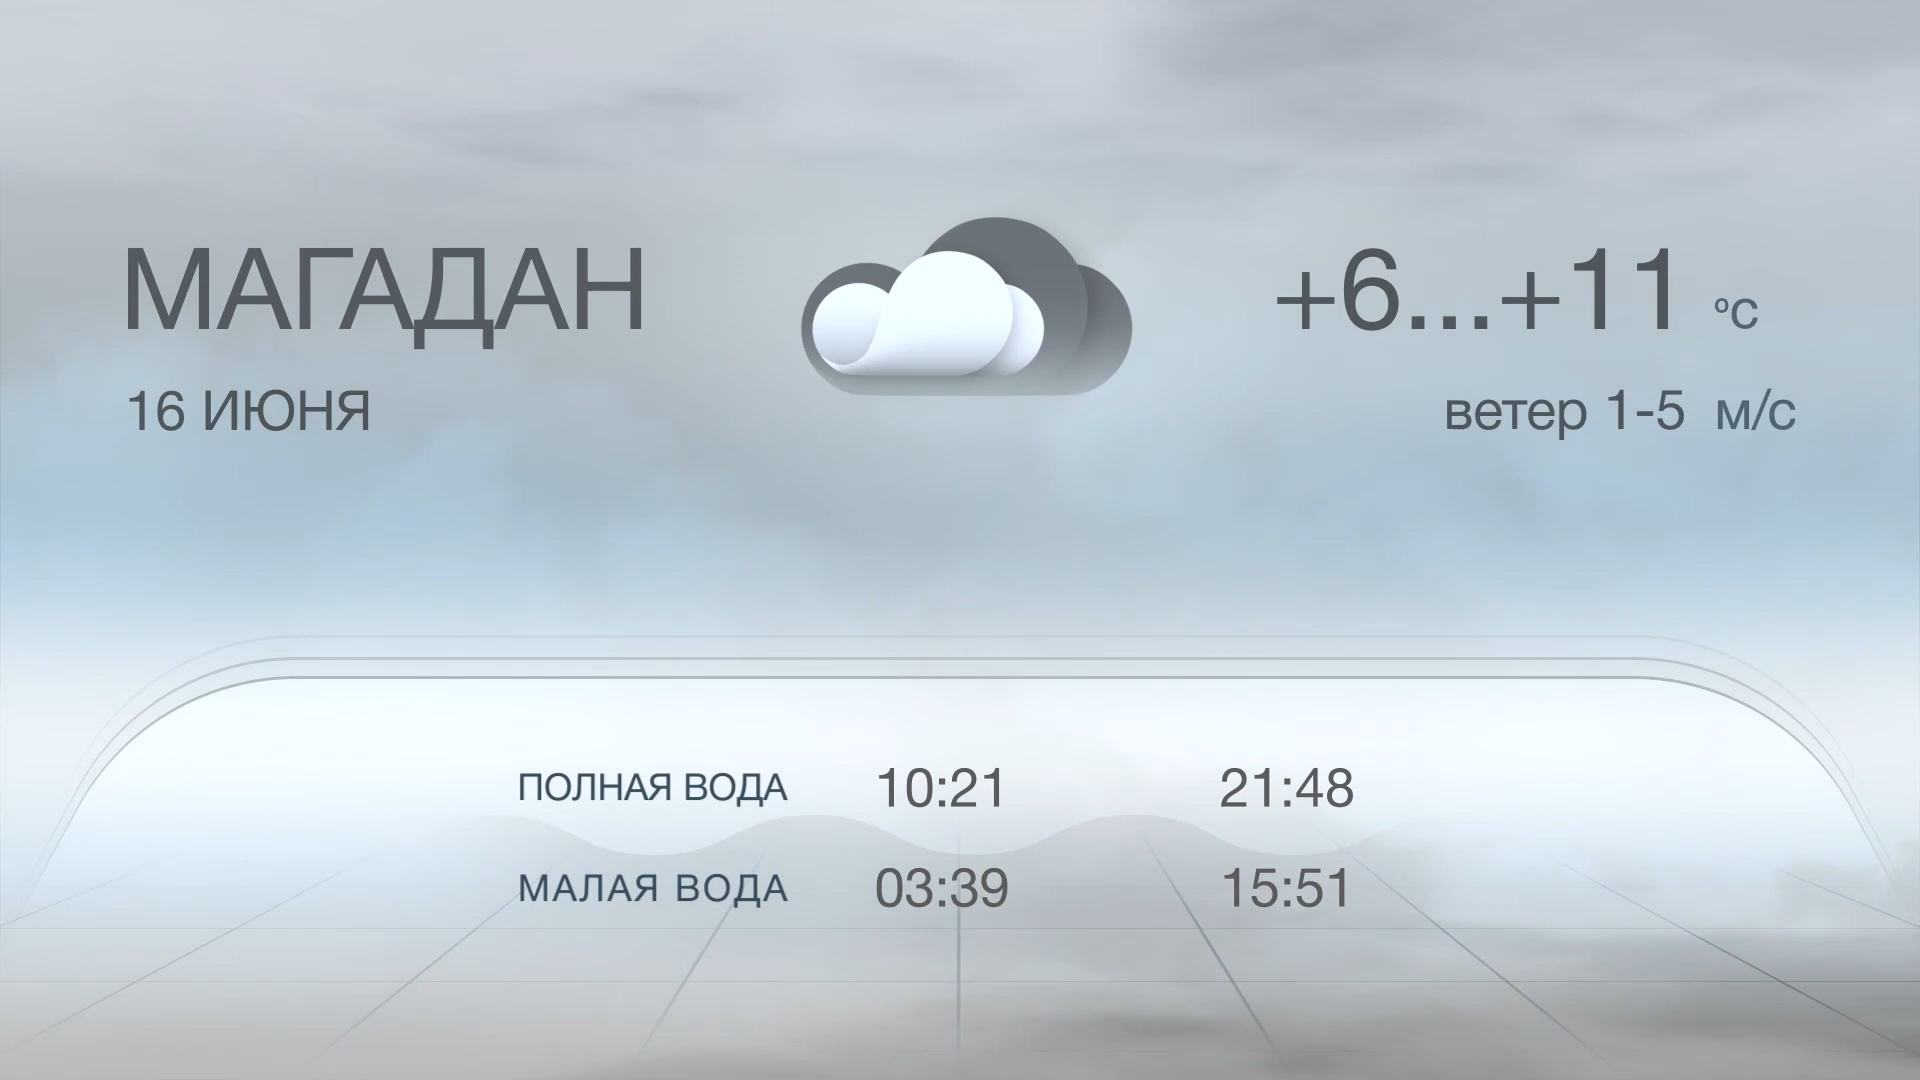 МАГАДАН
+6...+11 °C
16 ИЮНЯ
ветер 1-5 м/с
ПОЛНАЯ ВОДА 10:21 21:48
МАЛАЯ ВОДА 03:39 15:51